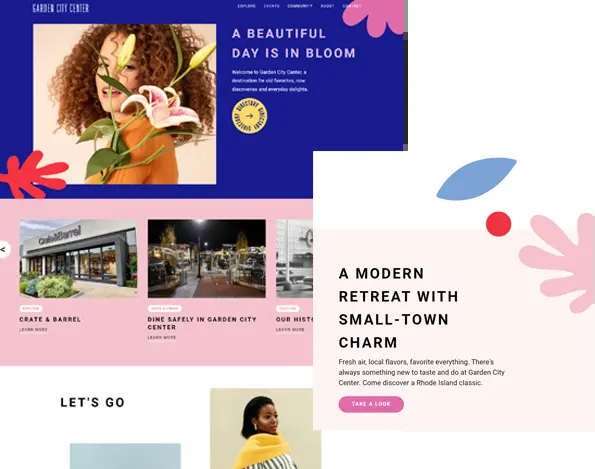 GARDEN CITY CENTER
EXPLORE EVENTS COMMUNITY ABOUT CONTACT
A BEAUTIFUL
DAY IS IN BLOOM
Welcome to Garden City Center, a
destination for old favorites, new
discoveries and everyday delights.
DIRECTORY DIRECTORY DIRECTORY
Crate&Barrel
CRATE & BARREL
LEARN MORE
DINE SAFELY IN GARDEN CITY
CENTER
LEARN MORE
OUR HISTO
LEARN MORE
LET'S GO
A MODERN
RETREAT WITH
SMALL-TOWN
CHARM
Fresh air, local flavors, favorite everything. There's
always something new to taste and do at Garden City
Center. Come discover a Rhode Island classic.
TAKE A LOOK